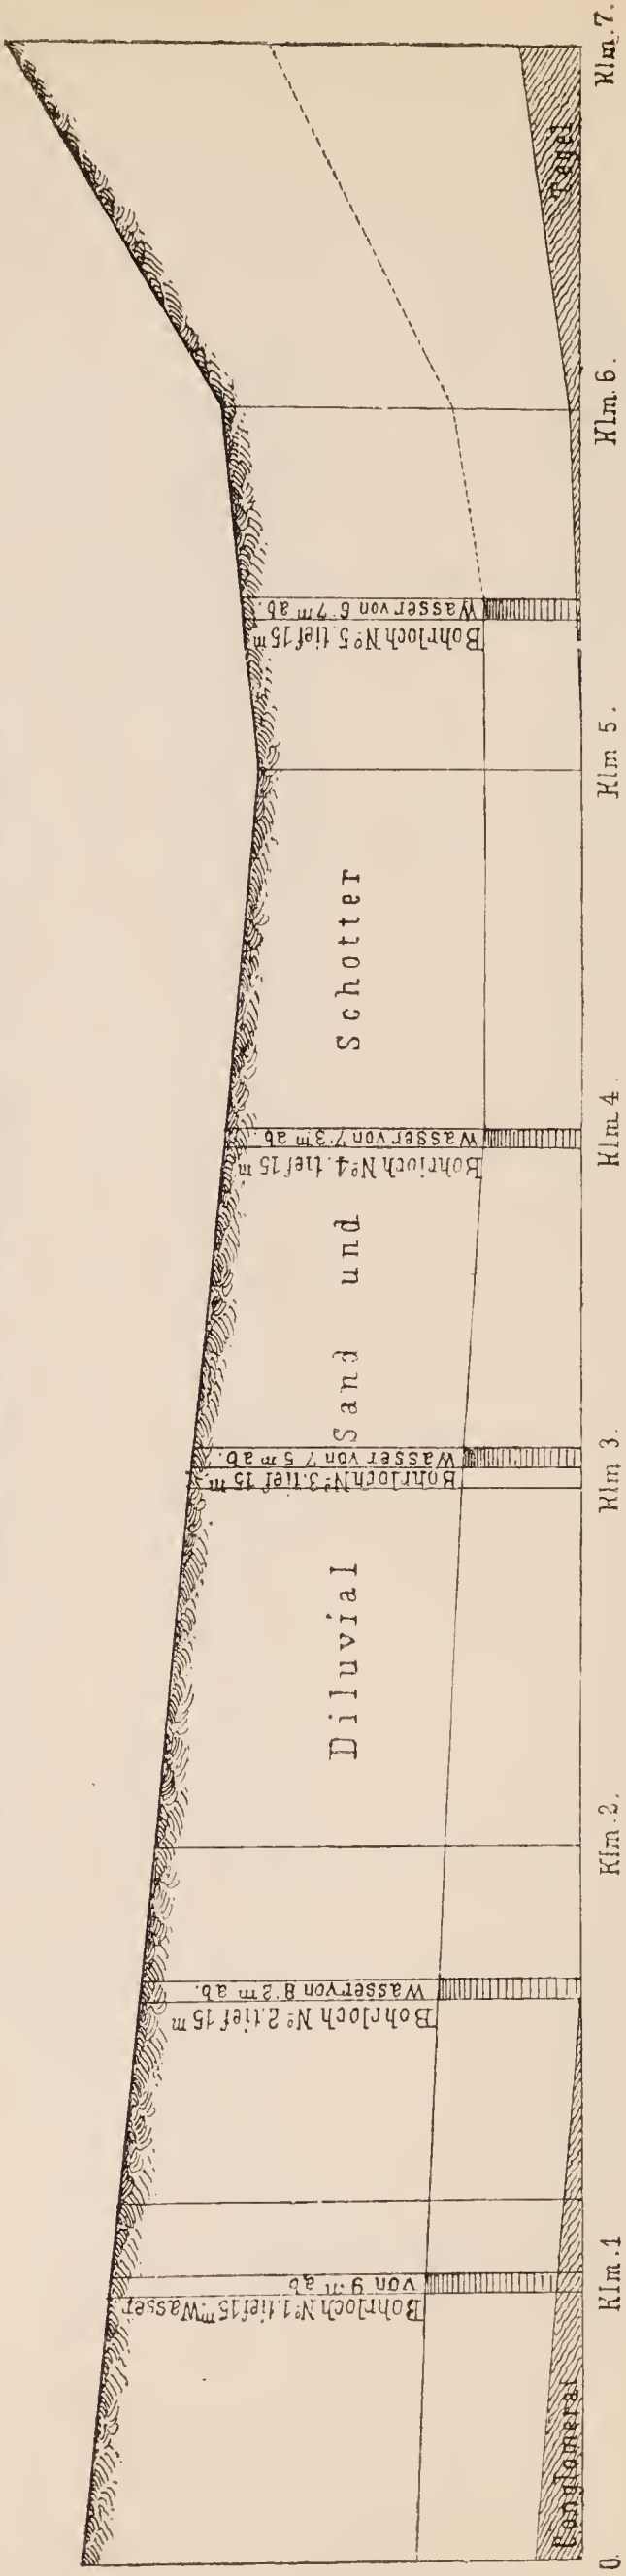 Diluvial Sand und Schotter
Conglomerat
Tegel
Bohrloch Nº1. tief 15 m Wasser
von 9 m ab
Bohrloch Nº 2. tief 15 m
Wasser von 8·2 m ab.
Bohrloch Nº 3. tief 15 m.
Wasser von 7 5 m ab.
Bohrloch Nº 4. tief 15 m
Wasser von 7·3 m ab.
Bohrloch Nº 5. tief 15 m
Wasser von 6·7 m ab.
0.
Klm. 1
Klm. 2.
Klm 3.
Klm 4.
Klm 5.
Klm. 6.
Klm. 7.